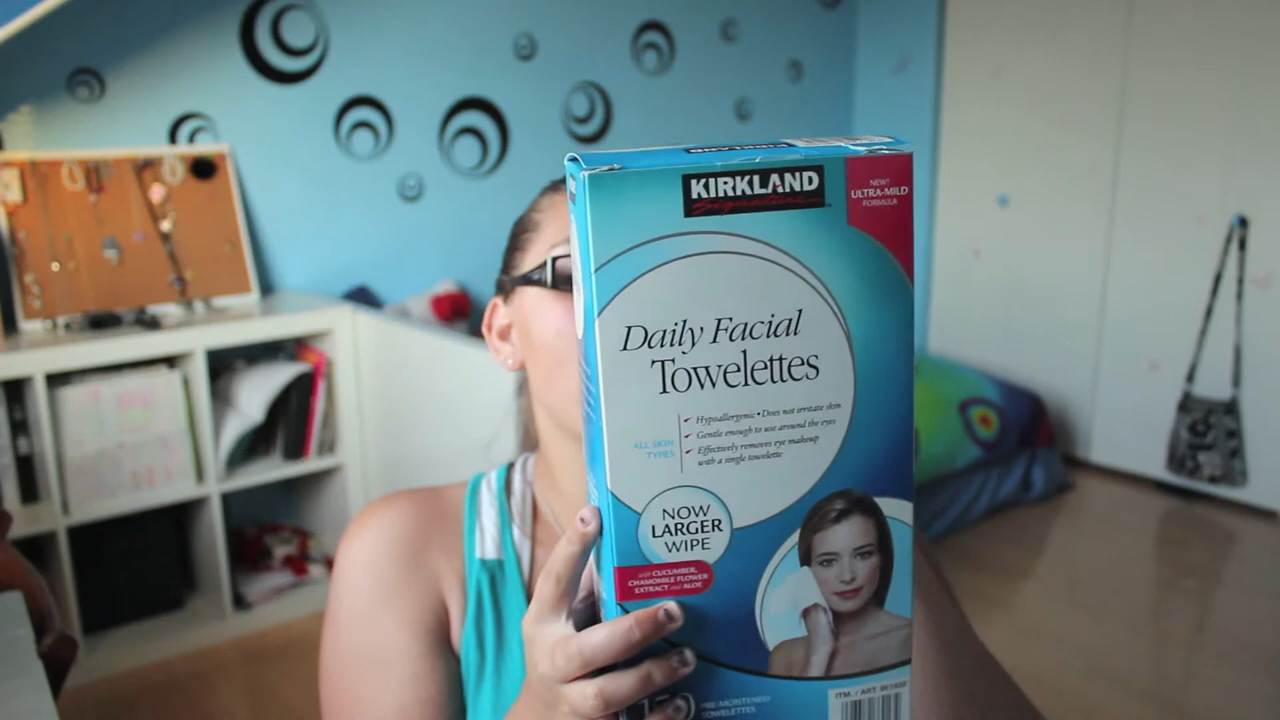 KIRKLAND
Signature
NEW!
ULTRA-MILD
FORMULA
Daily Facial
Towelettes
ALL SKIN
TYPES
Hypoallergenic • Does not irritate skin
Gentle enough to use around the eyes
Effectively removes eye makeup
with a single towelette
NOW
LARGER
WIPE
with CUCUMBER,
CHAMOMILE FLOWER
EXTRACT and ALOE
PRE-MOISTENED
TOWELETTES
ITM. / ART.
KIRKLAND